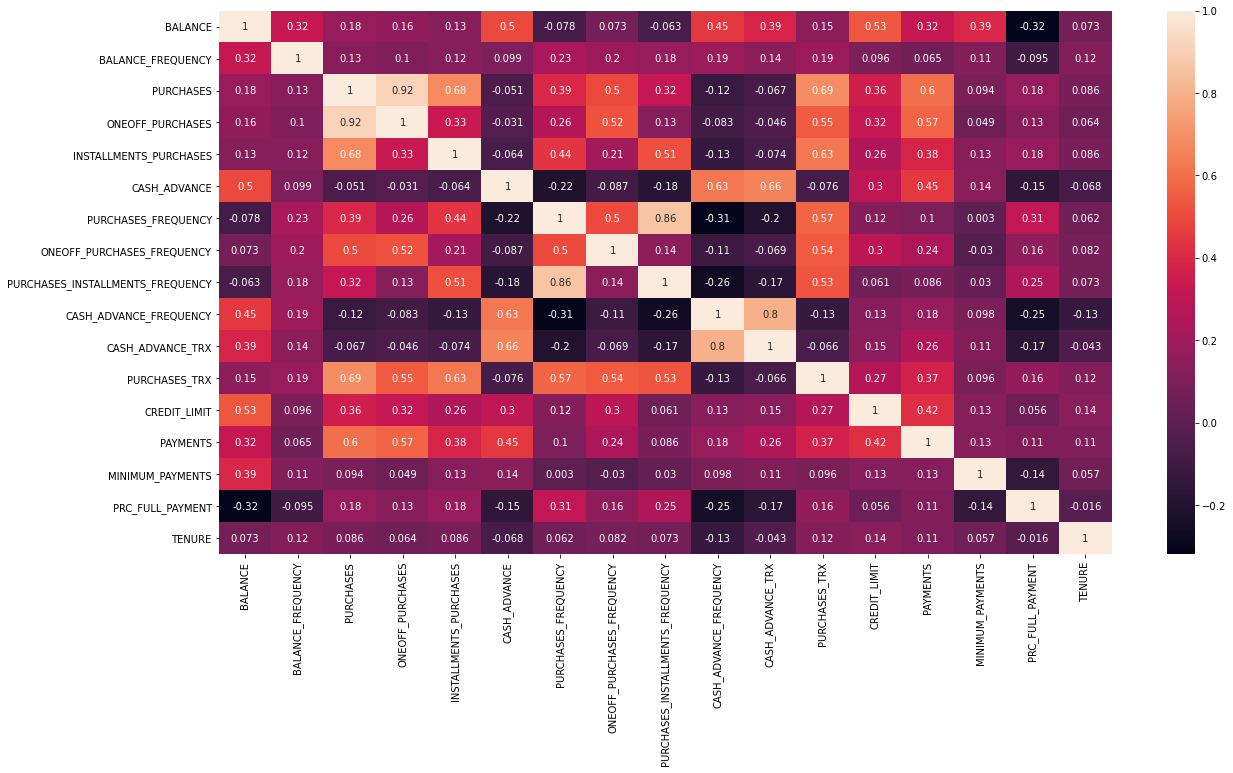 BALANCE 1 0.32 0.18 0.16 0.13 0.5 -0.078 0.073 -0.063 0.45 0.39 0.15 0.53 0.32 0.39 -0.32 0.073
BALANCE_FREQUENCY 0.32 1 0.13 0.1 0.12 0.099 0.23 0.2 0.18 0.19 0.14 0.19 0.096 0.065 0.11 -0.095 0.12
PURCHASES 0.18 0.13 1 0.92 0.68 -0.051 0.39 0.5 0.32 -0.12 -0.067 0.69 0.36 0.6 0.094 0.18 0.086
ONEOFF_PURCHASES 0.16 0.1 0.92 1 0.33 -0.031 0.26 0.52 0.13 -0.083 -0.046 0.55 0.32 0.57 0.049 0.13 0.064
INSTALLMENTS_PURCHASES 0.13 0.12 0.68 0.33 1 -0.064 0.44 0.21 0.51 -0.13 -0.074 0.63 0.26 0.38 0.13 0.18 0.086
CASH_ADVANCE 0.5 0.099 -0.051 -0.031 -0.064 1 -0.22 -0.087 -0.18 0.63 0.66 -0.076 0.3 0.45 0.14 -0.15 -0.068
PURCHASES_FREQUENCY -0.078 0.23 0.39 0.26 0.44 -0.22 1 0.5 0.86 -0.31 -0.2 0.57 0.12 0.1 0.003 0.31 0.062
ONEOFF_PURCHASES_FREQUENCY 0.073 0.2 0.5 0.52 0.21 -0.087 0.5 1 0.14 -0.11 -0.069 0.54 0.3 0.24 -0.03 0.16 0.082
PURCHASES_INSTALLMENTS_FREQUENCY -0.063 0.18 0.32 0.13 0.51 -0.18 0.86 0.14 1 -0.26 -0.17 0.53 0.061 0.086 0.03 0.25 0.073
CASH_ADVANCE_FREQUENCY 0.45 0.19 -0.12 -0.083 -0.13 0.63 -0.31 -0.11 -0.26 1 0.8 -0.13 0.13 0.18 0.098 -0.25 -0.13
CASH_ADVANCE_TRX 0.39 0.14 -0.067 -0.046 -0.074 0.66 -0.2 -0.069 -0.17 0.8 1 -0.066 0.15 0.26 0.11 -0.17 -0.043
PURCHASES_TRX 0.15 0.19 0.69 0.55 0.63 -0.076 0.57 0.54 0.53 -0.13 -0.066 1 0.27 0.37 0.096 0.16 0.12
CREDIT_LIMIT 0.53 0.096 0.36 0.32 0.26 0.3 0.12 0.3 0.061 0.13 0.15 0.27 1 0.42 0.13 0.056 0.14
PAYMENTS 0.32 0.065 0.6 0.57 0.38 0.45 0.1 0.24 0.086 0.18 0.26 0.37 0.42 1 0.13 0.11 0.11
MINIMUM_PAYMENTS 0.39 0.11 0.094 0.049 0.13 0.14 0.003 -0.03 0.03 0.098 0.11 0.096 0.13 0.13 1 -0.14 0.057
PRC_FULL_PAYMENT -0.32 -0.095 0.18 0.13 0.18 -0.15 0.31 0.16 0.25 -0.25 -0.17 0.16 0.056 0.11 -0.14 1 -0.016
TENURE 0.073 0.12 0.086 0.064 0.086 -0.068 0.062 0.082 0.073 -0.13 -0.043 0.12 0.14 0.11 0.057 -0.016 1
BALANCE
BALANCE_FREQUENCY
PURCHASES
ONEOFF_PURCHASES
INSTALLMENTS_PURCHASES
CASH_ADVANCE
PURCHASES_FREQUENCY
ONEOFF_PURCHASES_FREQUENCY
PURCHASES_INSTALLMENTS_FREQUENCY
CASH_ADVANCE_FREQUENCY
CASH_ADVANCE_TRX
PURCHASES_TRX
CREDIT_LIMIT
PAYMENTS
MINIMUM_PAYMENTS
PRC_FULL_PAYMENT
TENURE
1.0
0.8
0.6
0.4
0.2
0.0
−0.2